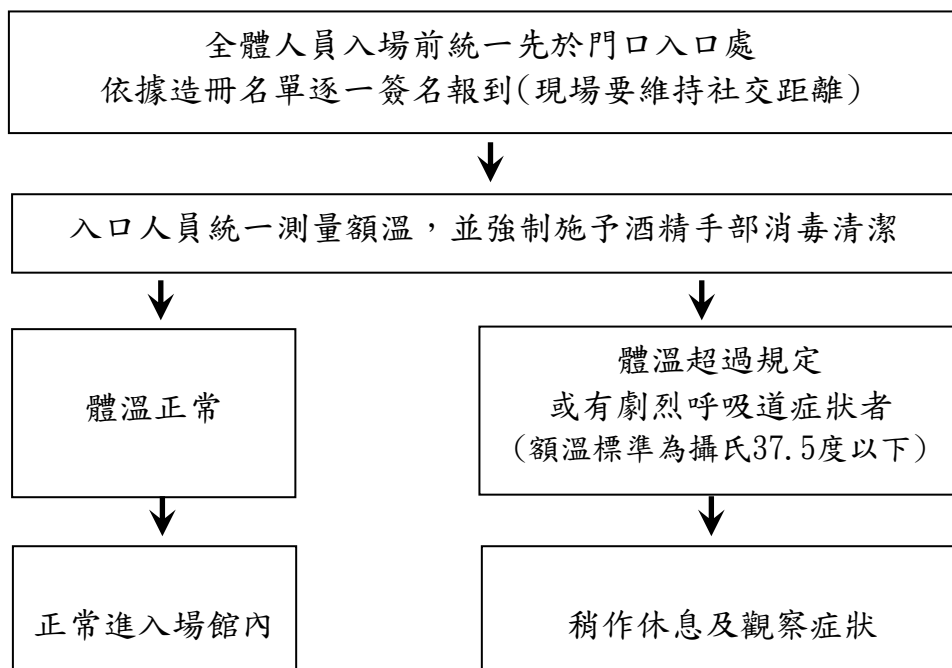 全體人員入場前統一先於門口入口處
依據造冊名單逐一簽名報到(現場要維持社交距離)
入口人員統一測量額溫，並強制施予酒精手部消毒清潔
體溫正常
體溫超過規定
或有劇烈呼吸道症狀者
(額溫標準為攝氏37.5度以下)
正常進入場館內
稍作休息及觀察症狀